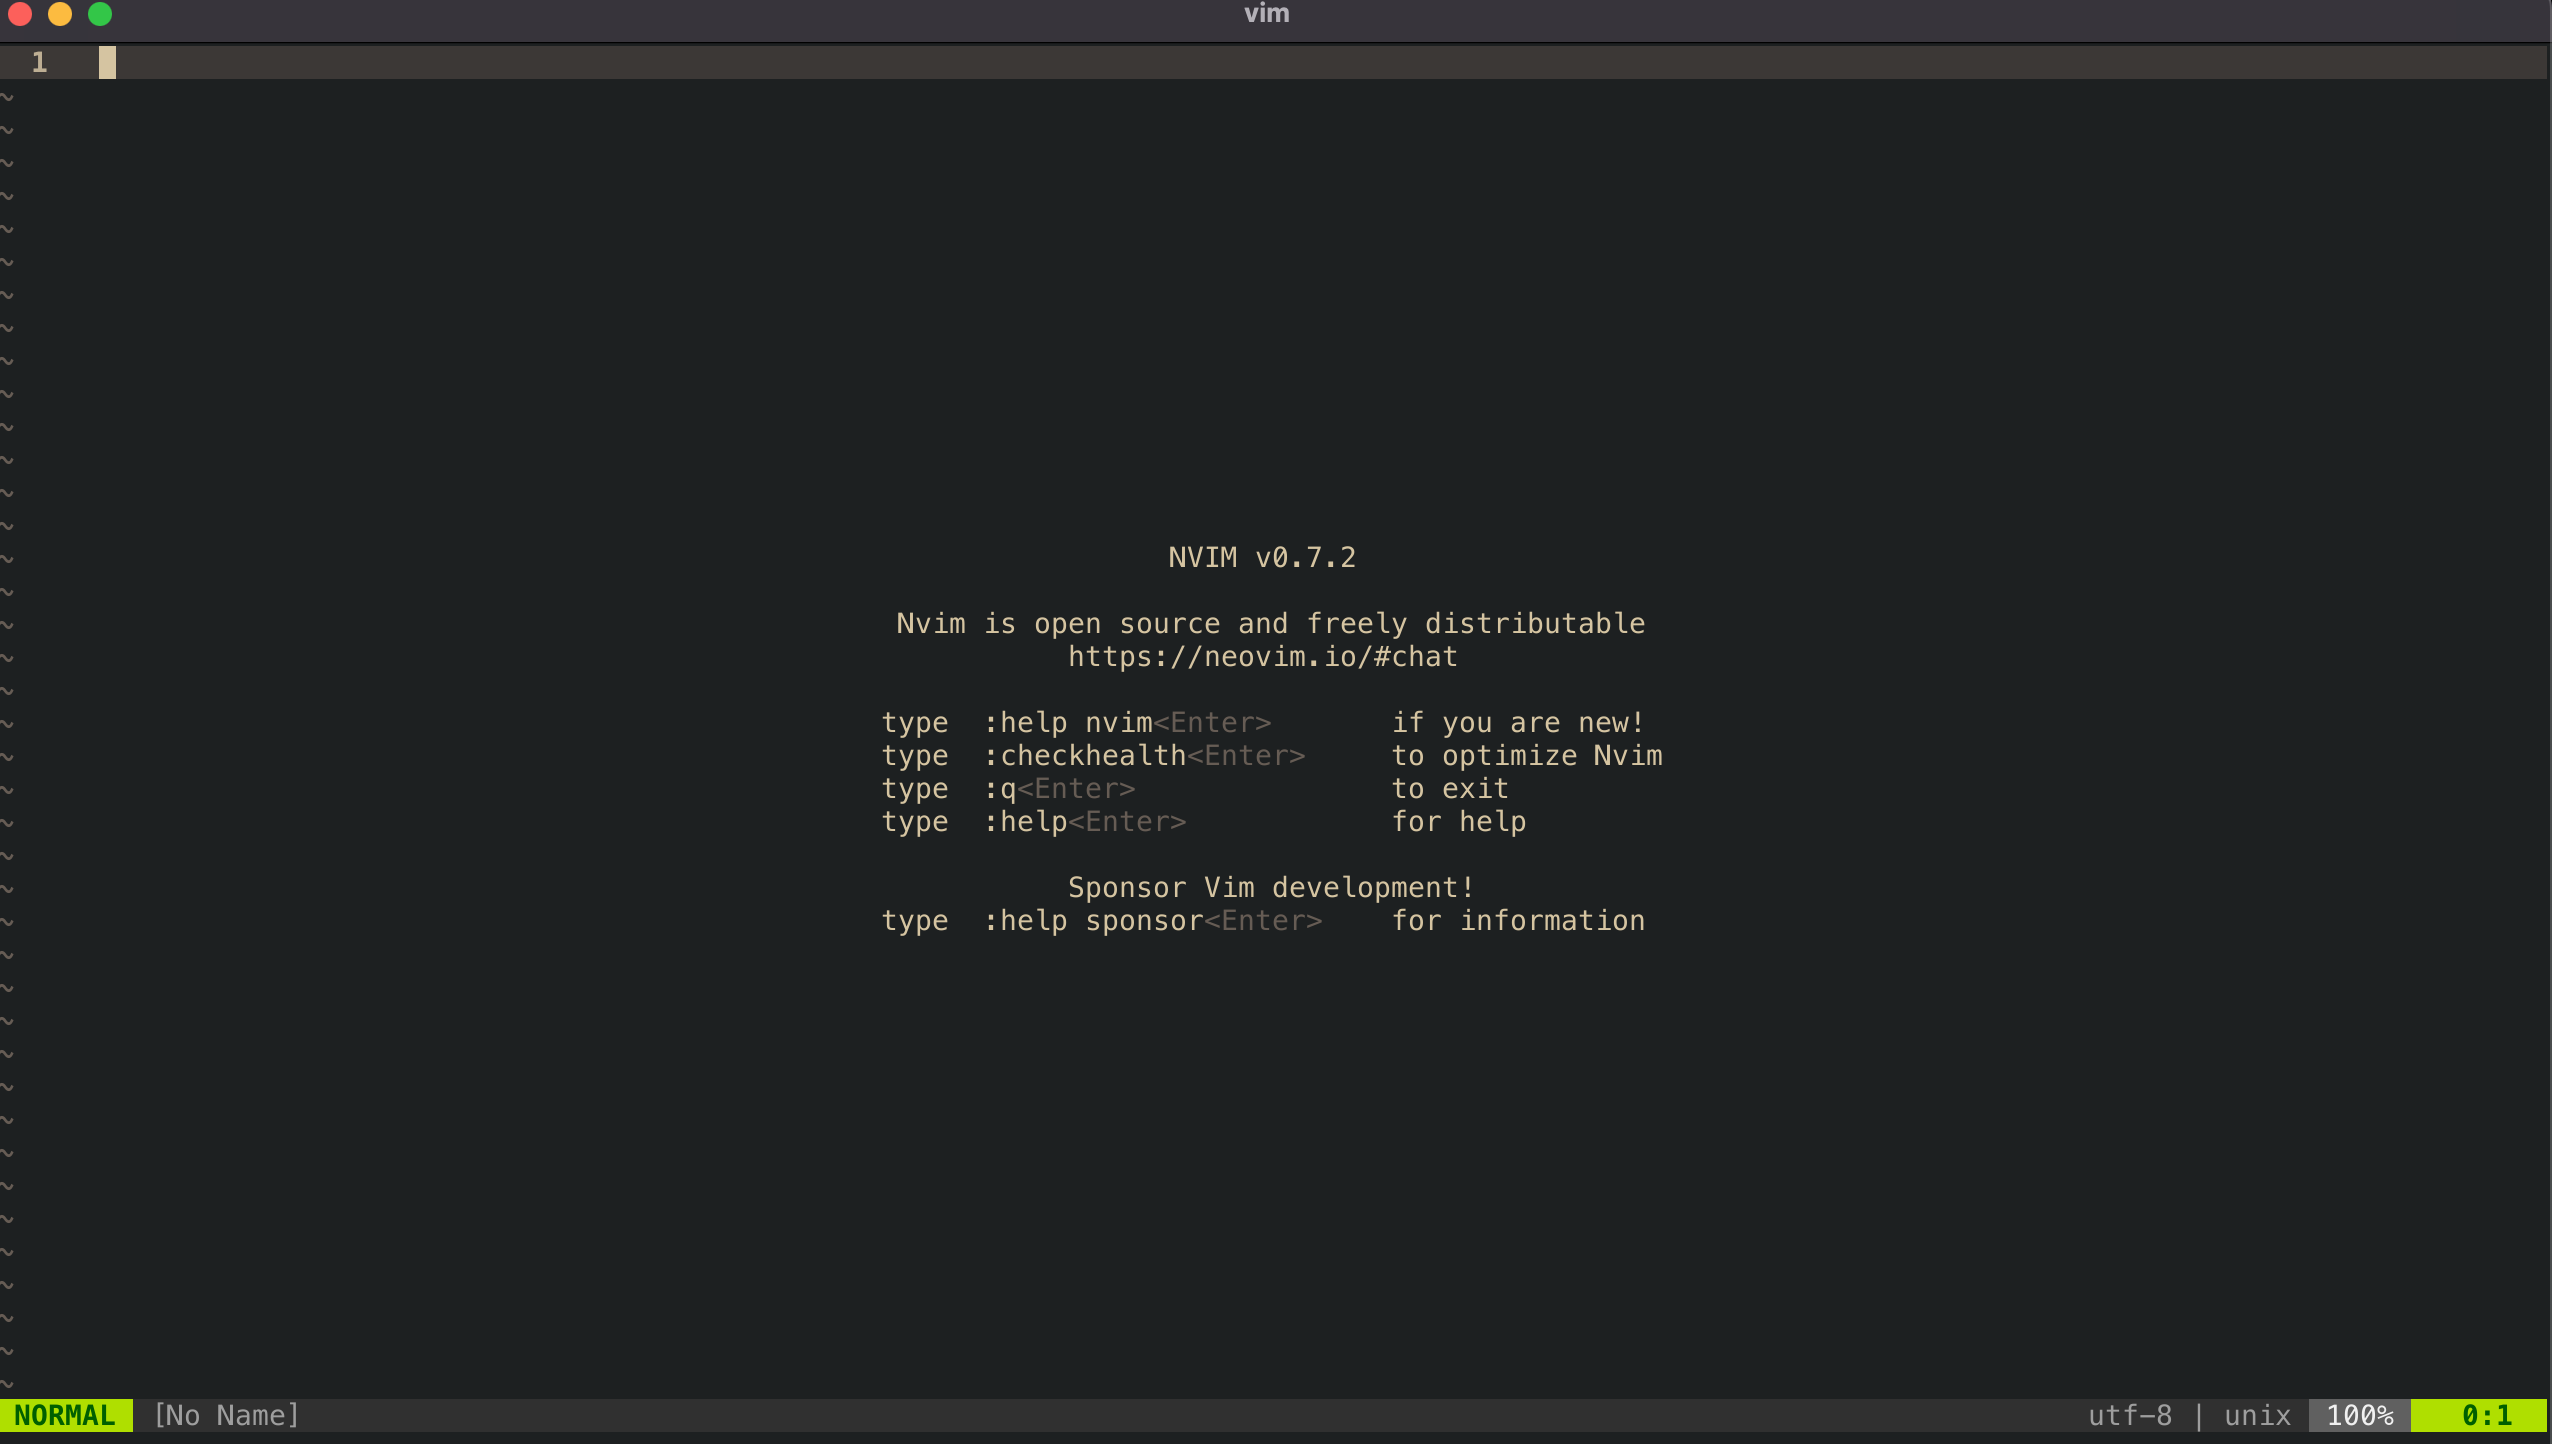 vim
1
~
~
~
~
~
~
~
~
~
~
~
~
~
~
~ NVIM v0.7.2
~
~ Nvim is open source and freely distributable
~ https://neovim.io/#chat
~
~ type :help nvim<Enter> if you are new!
~ type :checkhealth<Enter> to optimize Nvim
~ type :q<Enter> to exit
~ type :help<Enter> for help
~
~ Sponsor Vim development!
~ type :help sponsor<Enter> for information
~
~
~
~
~
~
~
~
~
~
~
~
~
~
NORMAL [No Name] utf-8 | unix 100% 0:1